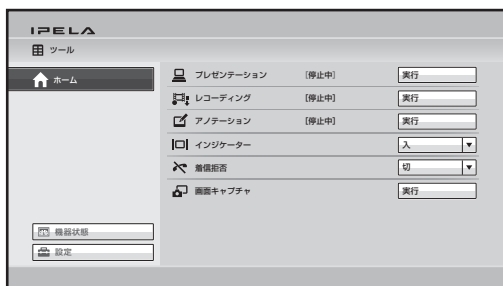 IPELA
ツール
ホーム
プレゼンテーション [停止中] 実行
レコーディング [停止中] 実行
アノテーション [停止中] 実行
インジケーター 入
着信拒否 切
画面キャプチャ 実行
機器状態
設定